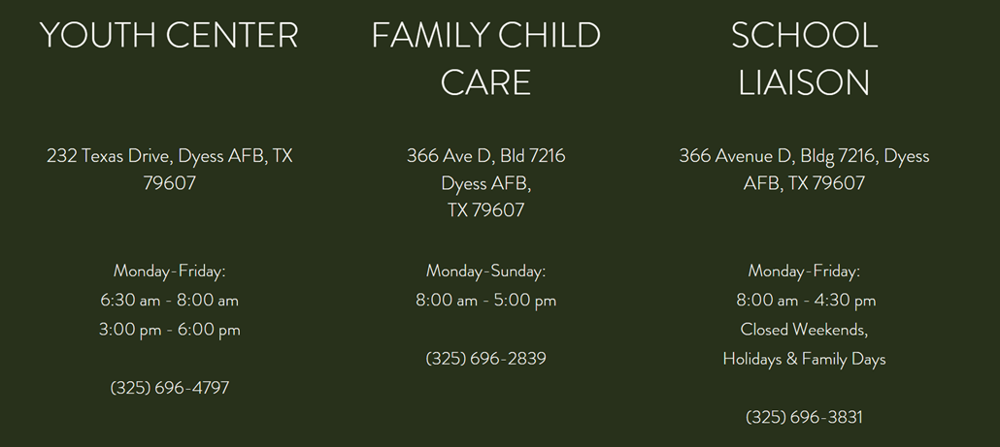 YOUTH CENTER
232 Texas Drive, Dyess AFB, TX
79607
Monday-Friday:
6:30 am - 8:00 am
3:00 pm - 6:00 pm
(325) 696-4797
FAMILY CHILD
CARE
366 Ave D, Bld 7216
Dyess AFB,
TX 79607
Monday-Sunday:
8:00 am - 5:00 pm
(325) 696-2839
SCHOOL
LIAISON
366 Avenue D, Bldg 7216, Dyess
AFB, TX 79607
Monday-Friday:
8:00 am - 4:30 pm
Closed Weekends,
Holidays & Family Days
(325) 696-3831